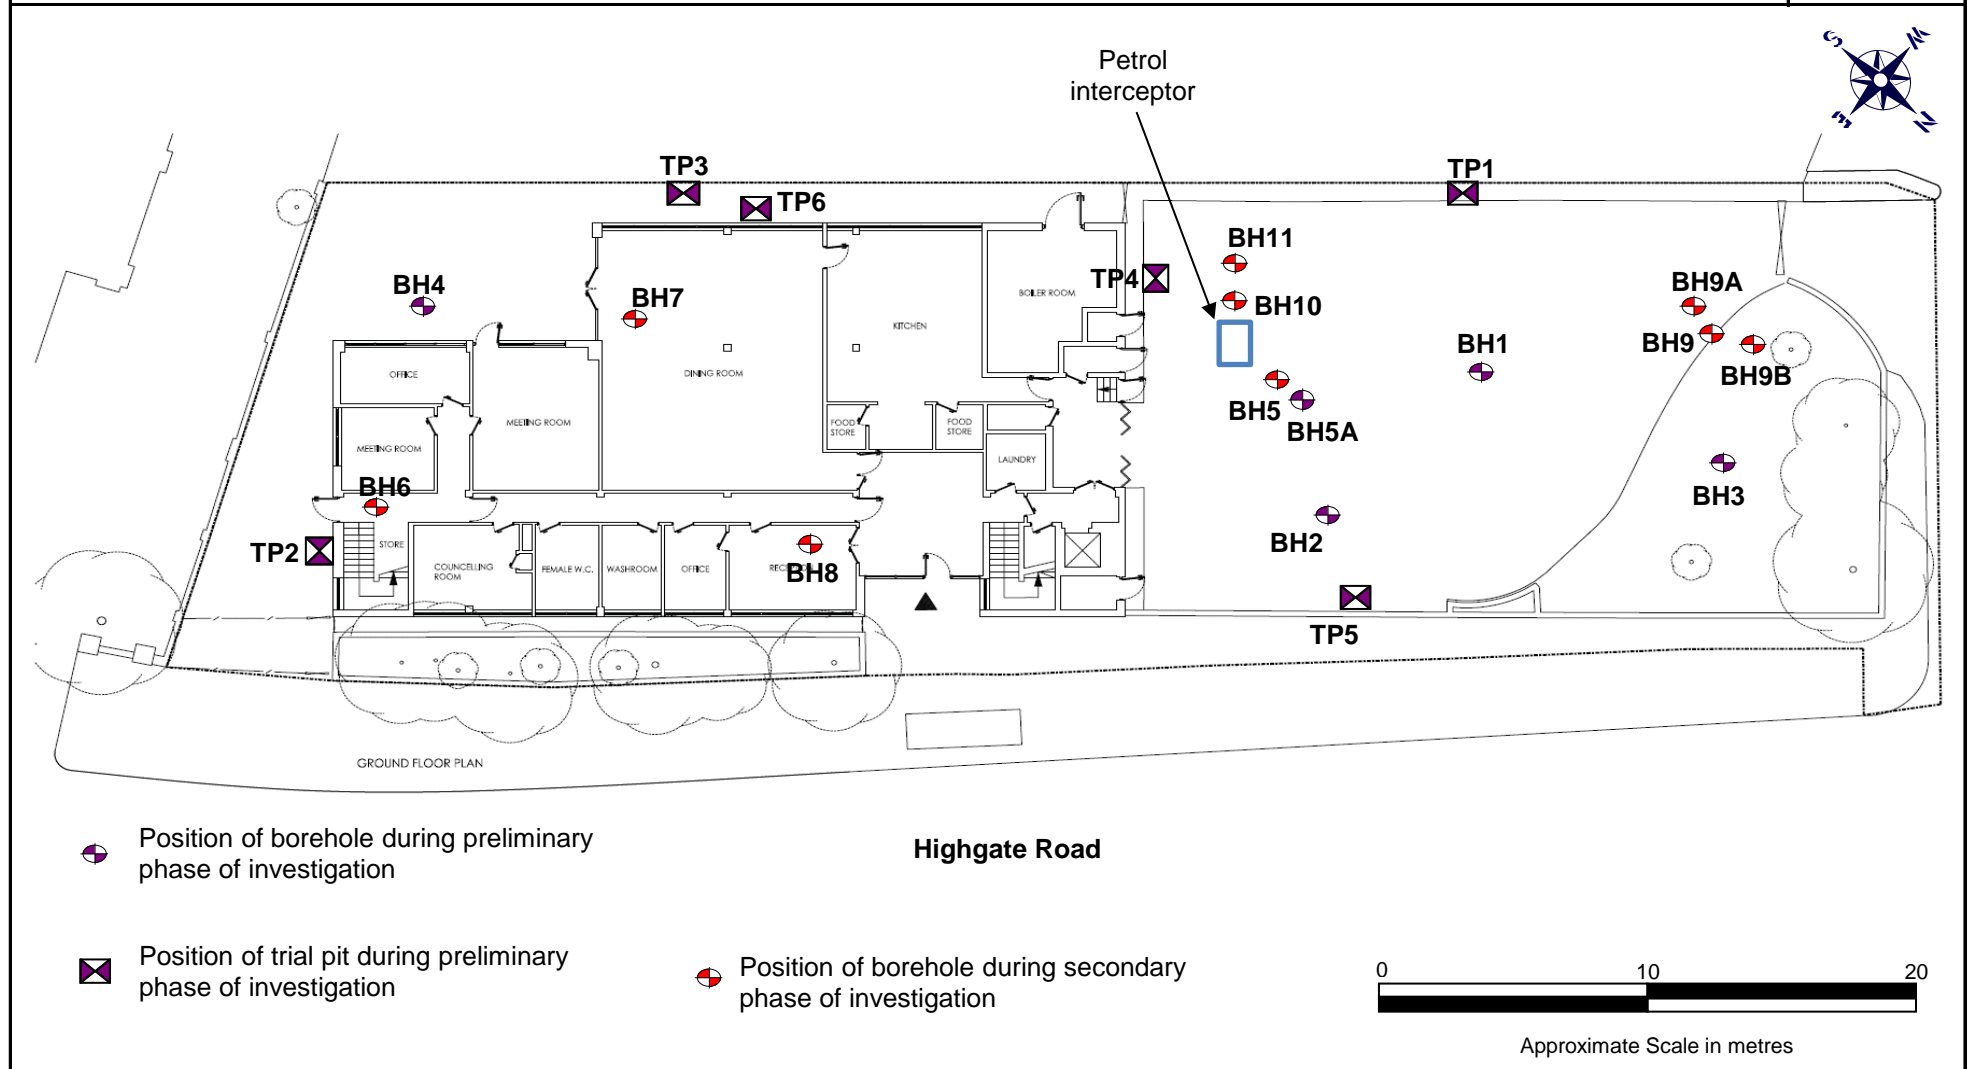 Petrol
interceptor
S
W
E
N
TP3
TP6
TP1
BH11
BH10
TP4
BH4
BH7
BOILER ROOM
KITCHEN
BH9A
BH9
BH9B
BH1
OFFICE
DINING ROOM
BH5
BH5A
MEETING ROOM
FOOD
STORE
FOOD
STORE
MEETING ROOM
LAUNDRY
BH6
BH3
BH2
TP2
STORE
COUNCELLING
ROOM
FEMALE W.C.
WASHROOM
OFFICE
BH8
TP5
GROUND FLOOR PLAN
Position of borehole during preliminary
phase of investigation
Highgate Road
Position of trial pit during preliminary
phase of investigation
Position of borehole during secondary
phase of investigation
0 10 20
Approximate Scale in metres